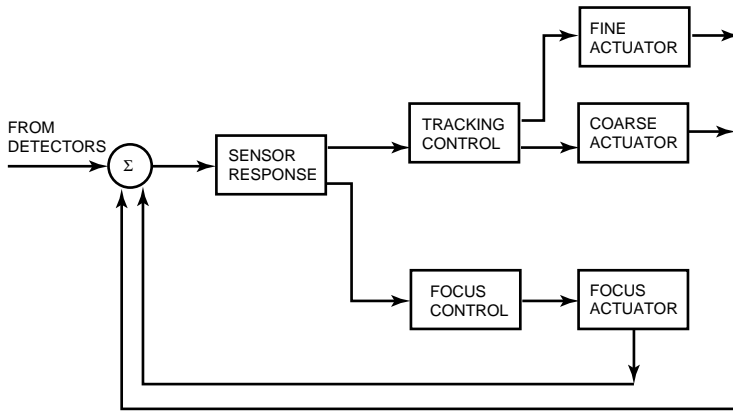 FINE
ACTUATOR
FROM
DETECTORS
Σ
SENSOR
RESPONSE
TRACKING
CONTROL
COARSE
ACTUATOR
FOCUS
CONTROL
FOCUS
ACTUATOR